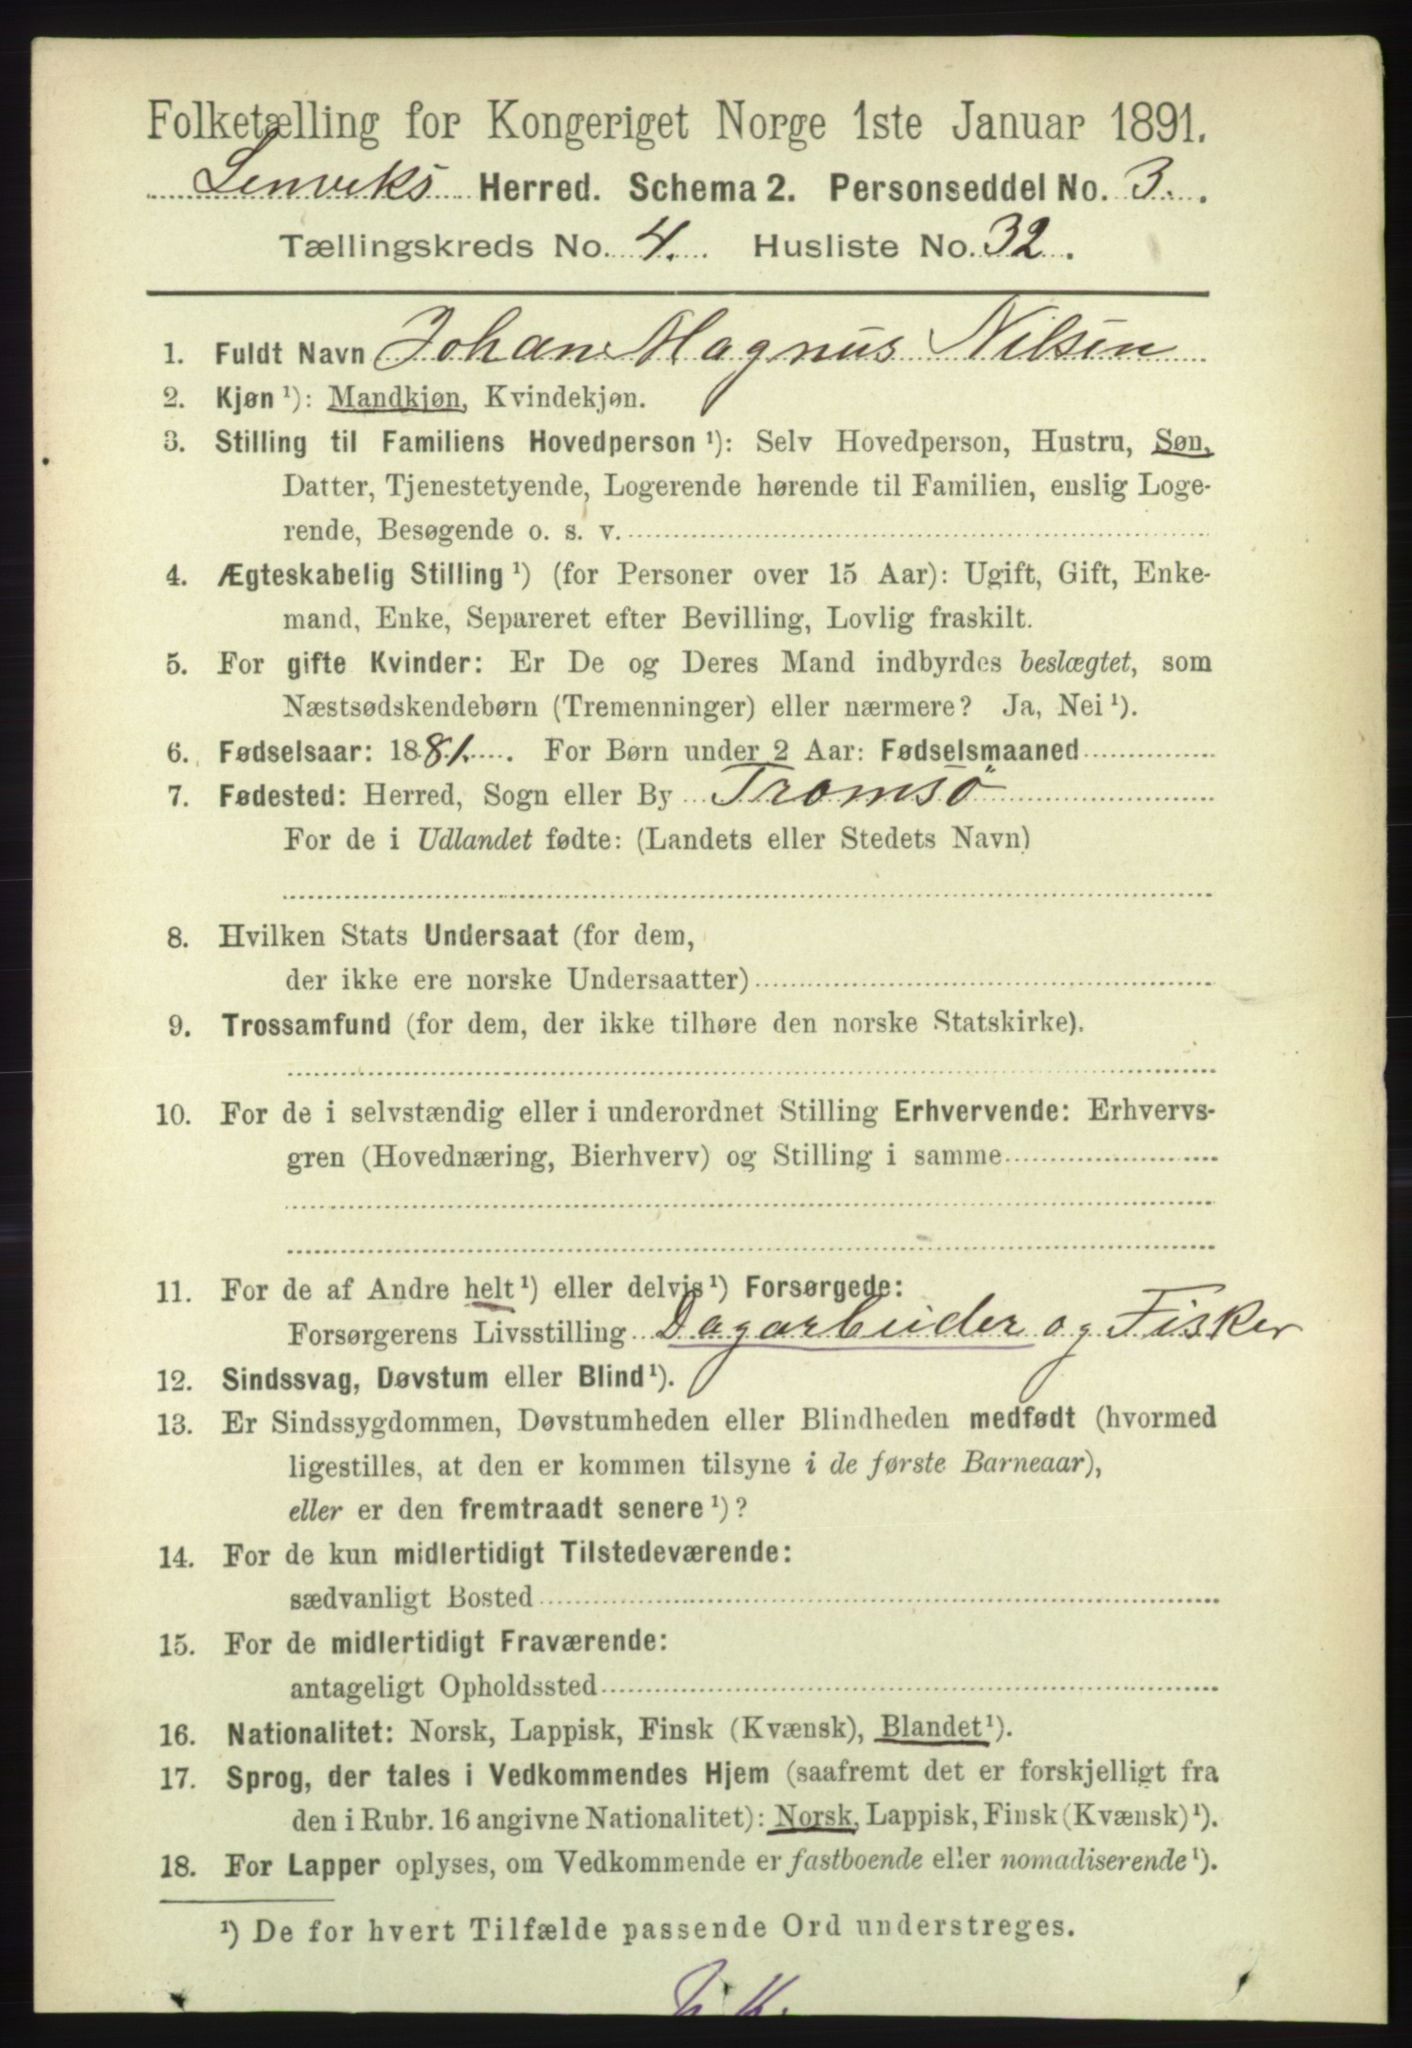 Folketælling for Kongeriget Norge 1ste Januar 1891.
Lenviks Herred. Schema 2. Personseddel No. 3.
Tællingskreds No. 4. Husliste No. 32.
1. Fuldt Navn Johan Magnus Nilsen
2. Kjøn ¹): Mandkjøn, Kvindekjøn.
3. Stilling til Familiens Hovedperson ¹): Selv Hovedperson, Hustru, Søn,
Datter, Tjenestetyende, Logerende hørende til Familien, enslig Loge-
rende, Besøgende o. s. v.
4. Ægteskabelig Stilling ¹) (for Personer over 15 Aar): Ugift, Gift, Enke-
mand, Enke, Separeret efter Bevilling, Lovlig fraskilt.
5. For gifte Kvinder: Er De og Deres Mand indbyrdes beslægtet, som
Næstsødskendebørn (Tremenninger) eller nærmere? Ja, Nei ¹).
6. Fødselsaar: 1881. For Børn under 2 Aar: Fødselsmaaned
7. Fødested: Herred, Sogn eller By Tromsö
For de i Udlandet fødte: (Landets eller Stedets Navn)
8. Hvilken Stats Undersaat (for dem,
der ikke ere norske Undersaatter)
9. Trossamfund (for dem, der ikke tilhøre den norske Statskirke).
10. For de i selvstændig eller i underordnet Stilling Erhvervende: Erhvervs-
gren (Hovednæring, Bierhverv) og Stilling i samme
11. For de af Andre helt ¹) eller delvis ¹) Forsørgede:
Forsørgerens Livsstilling Dagarbeider og Fisker
12. Sindssvag, Døvstum eller Blind ¹).
13. Er Sindssygdommen, Døvstumheden eller Blindheden medfødt (hvormed
ligestilles, at den er kommen tilsyne i de første Barneaar),
eller er den fremtraadt senere ¹)?
14. For de kun midlertidigt Tilstedeværende:
sædvanligt Bosted
15. For de midlertidigt Fraværende:
antageligt Opholdssted
16. Nationalitet: Norsk, Lappisk, Finsk (Kvænsk), Blandet ¹).
17. Sprog, der tales i Vedkommendes Hjem (saafremt det er forskjelligt fra
den i Rubr. 16 angivne Nationalitet): Norsk, Lappisk, Finsk (Kvænsk) ¹).
18. For Lapper oplyses, om Vedkommende er fastboende eller nomadiserende ¹).
¹) De for hvert Tilfælde passende Ord understreges.